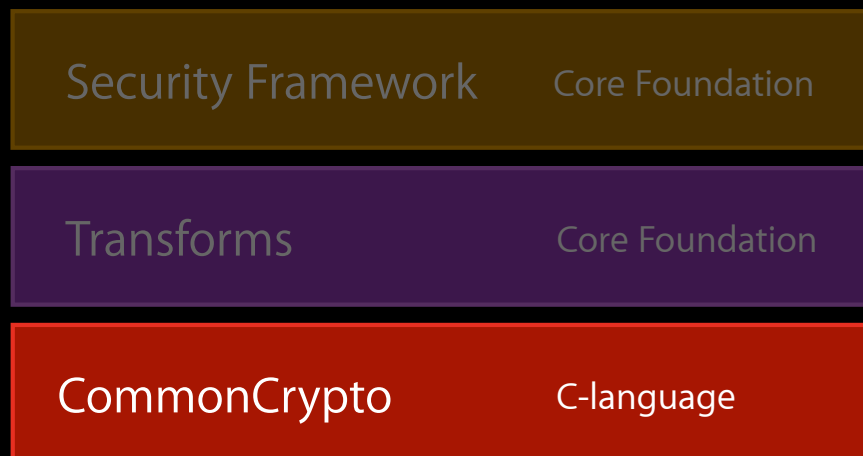 Security Framework Core Foundation
Transforms Core Foundation
CommonCrypto C-language